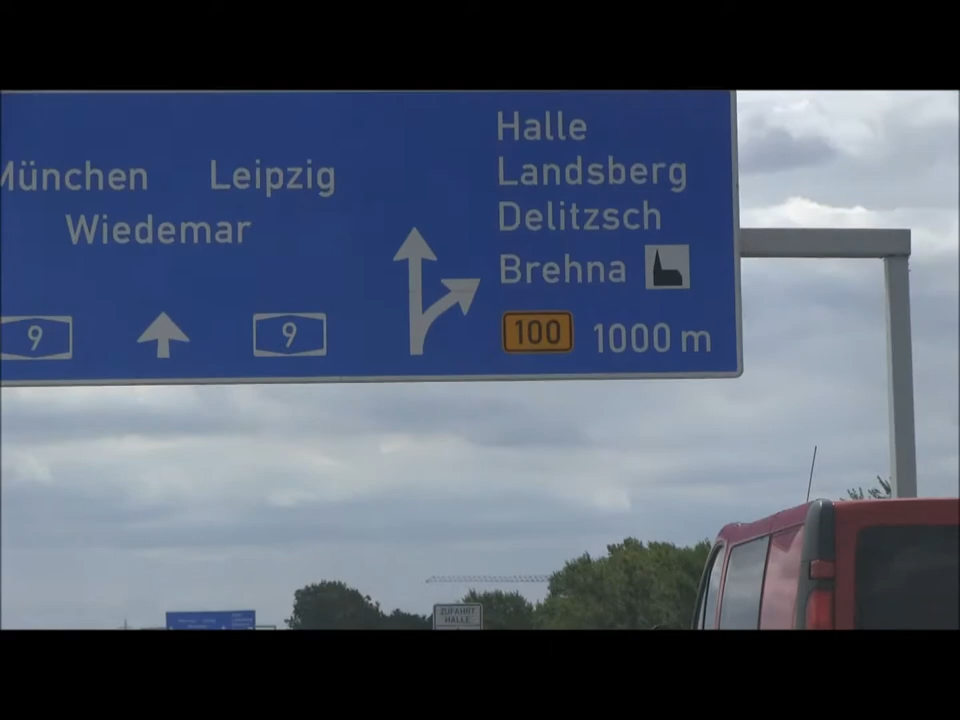 München Leipzig
Wiedemar
9
9
Halle
Landsberg
Delitzsch
Brehna
100 1000 m
ZUFAHRT
HALLE